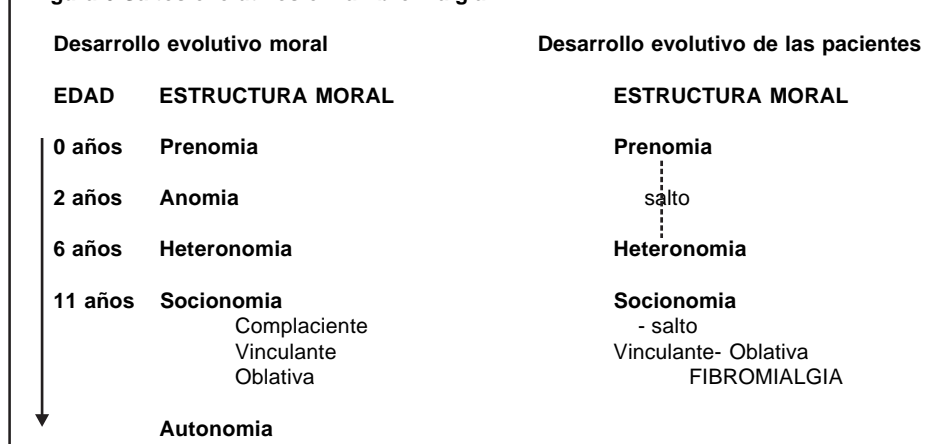 Desarrollo evolutivo moral Desarrollo evolutivo de las pacientes
EDAD ESTRUCTURA MORAL ESTRUCTURA MORAL
0 años Prenomia Prenomia
2 años Anomia salto
6 años Heteronomia Heteronomia
11 años Socionomia Socionomia
Complaciente - salto
Vinculante Vinculante- Oblativa
Oblativa FIBROMIALGIA
Autonomia